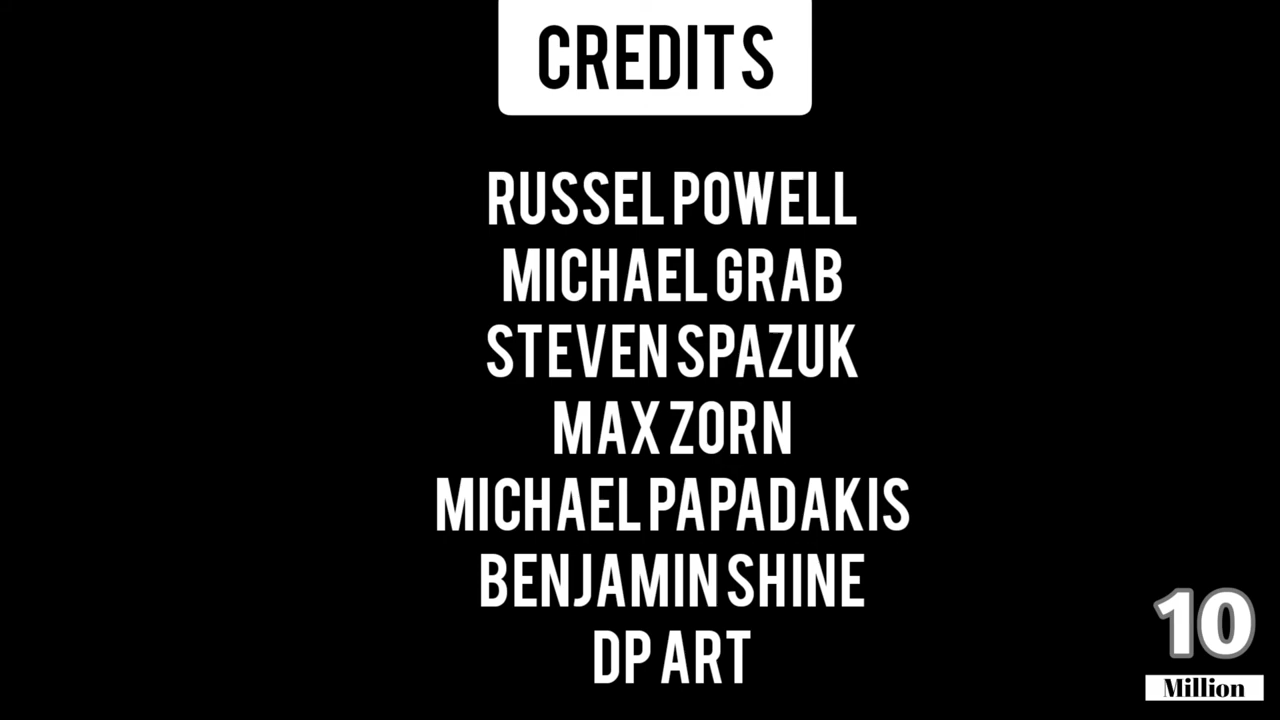 CREDITS
RUSSEL POWELL
MICHAEL GRAB
STEVEN SPAZUK
MAX ZORN
MICHAEL PAPADAKIS
BENJAMIN SHINE
DP ART
10
Million